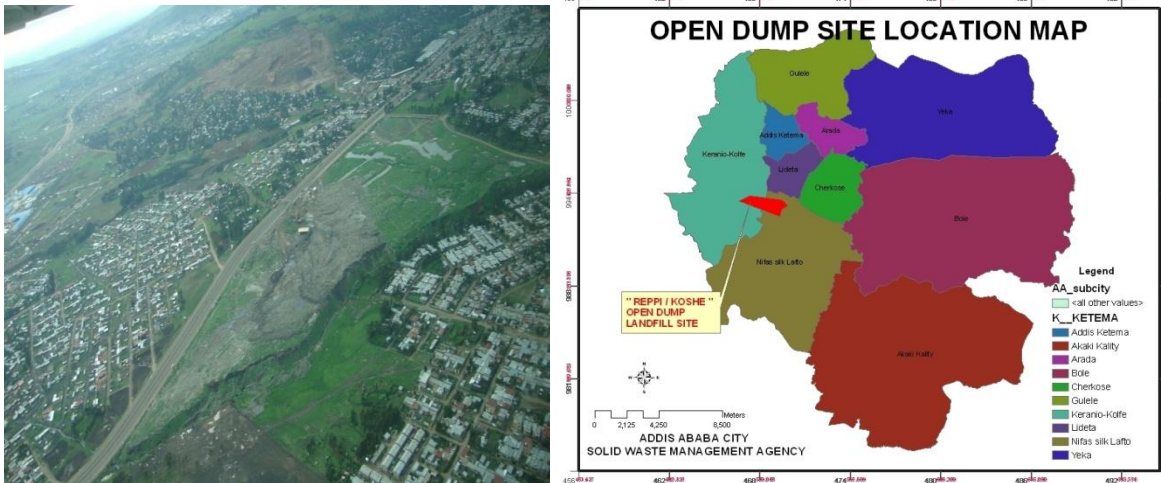 OPEN DUMP SITE LOCATION MAP
Gulele
Yeka
Addis Ketema
Arada
Keranio-Kolfe
Lideta
Cherkose
Bole
Nifas silk Lafto
Akaki Kality
" REPPI / KOSHE "
OPEN DUMP
LANDFILL SITE
Legend
AA_subcity
<all other values>
K__KETEMA
Addis Ketema
Akaki Kality
Arada
Bole
Cherkose
Gulele
Keranio-Kolfe
Lideta
Nifas silk Lafto
Yeka
Meters
0 2,125 4,250 8,500
ADDIS ABABA CITY
SOLID WASTE MANAGEMENT AGENCY